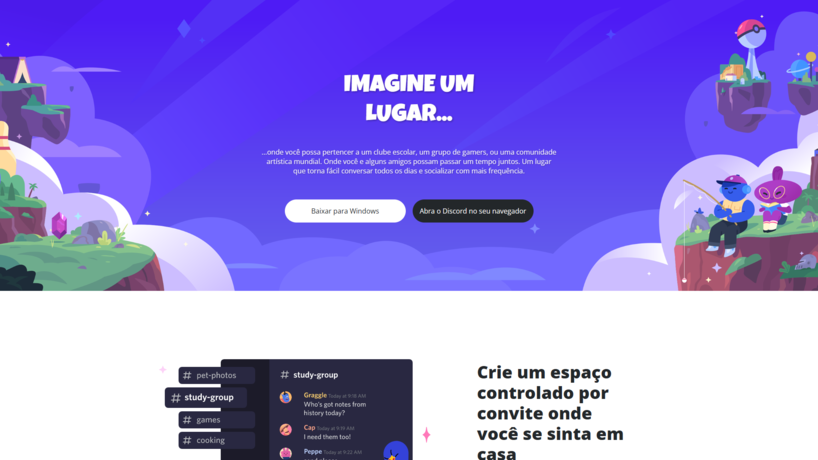 IMAGINE UM
LUGAR...
...onde você possa pertencer a um clube escolar, um grupo de gamers, ou uma comunidade
artística mundial. Onde você e alguns amigos possam passar um tempo juntos. Um lugar
que torna fácil conversar todos os dias e socializar com mais frequência.
Baixar para Windows
Abra o Discord no seu navegador
# pet-photos
# study-group
# games
# cooking
# study-group
Graggle Today at 9:18 AM
Who's got notes from
history today?
Cap Today at 9:19 AM
I need them too!
Peppe Today at 9:22 AM
Crie um espaço
controlado por
convite onde
você se sinta em
casa